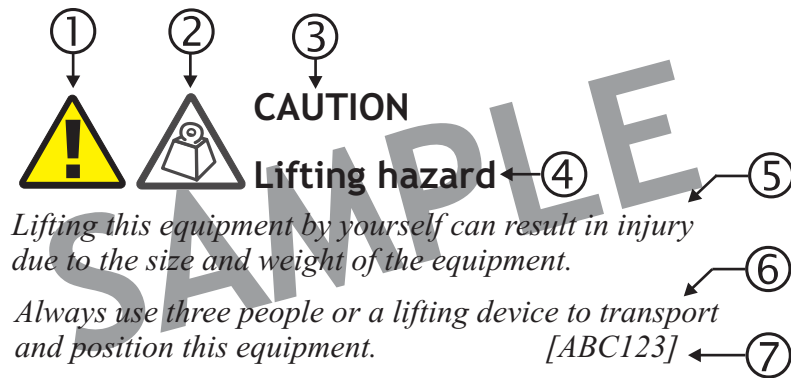 1 2 3
CAUTION
Lifting hazard 4
5
Lifting this equipment by yourself can result in injury
due to the size and weight of the equipment.
6
Always use three people or a lifting device to transport
and position this equipment. [ABC123] 7
SAMPLE